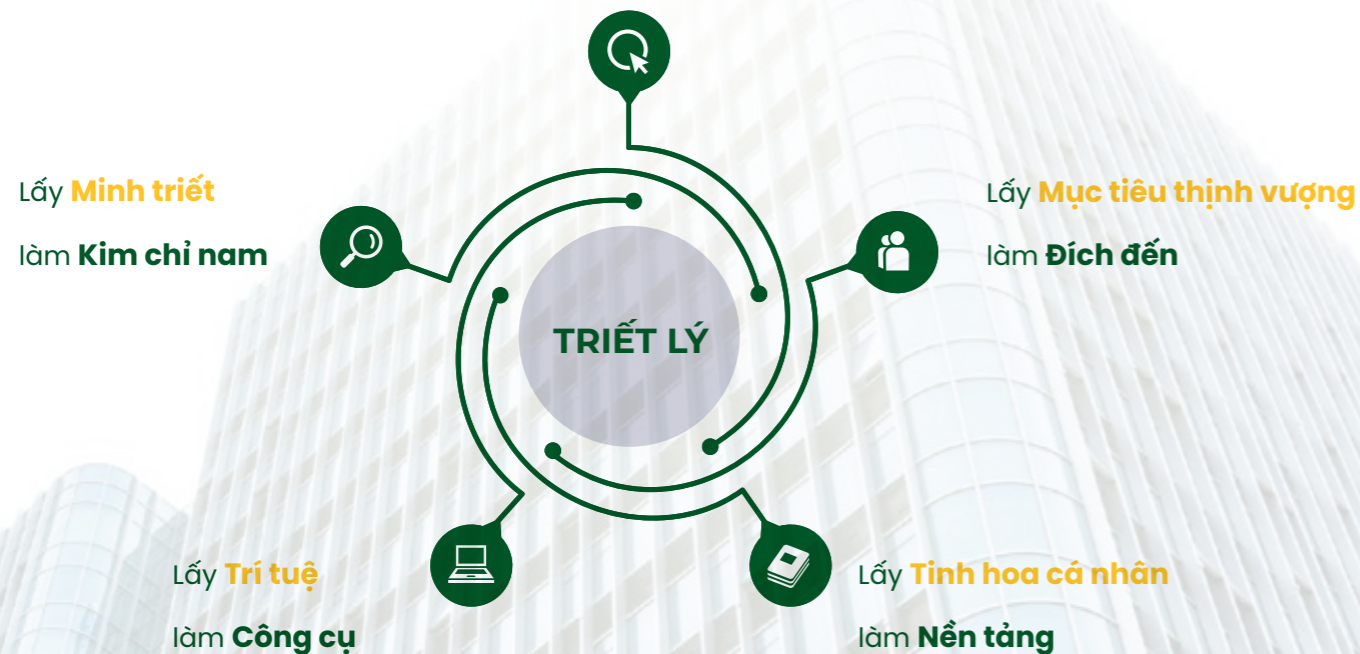 Lấy Minh triết
làm Kim chỉ nam
Lấy Mục tiêu thịnh vượng
làm Đích đến
TRIẾT LÝ
Lấy Trí tuệ
làm Công cụ
Lấy Tinh hoa cá nhân
làm Nền tảng